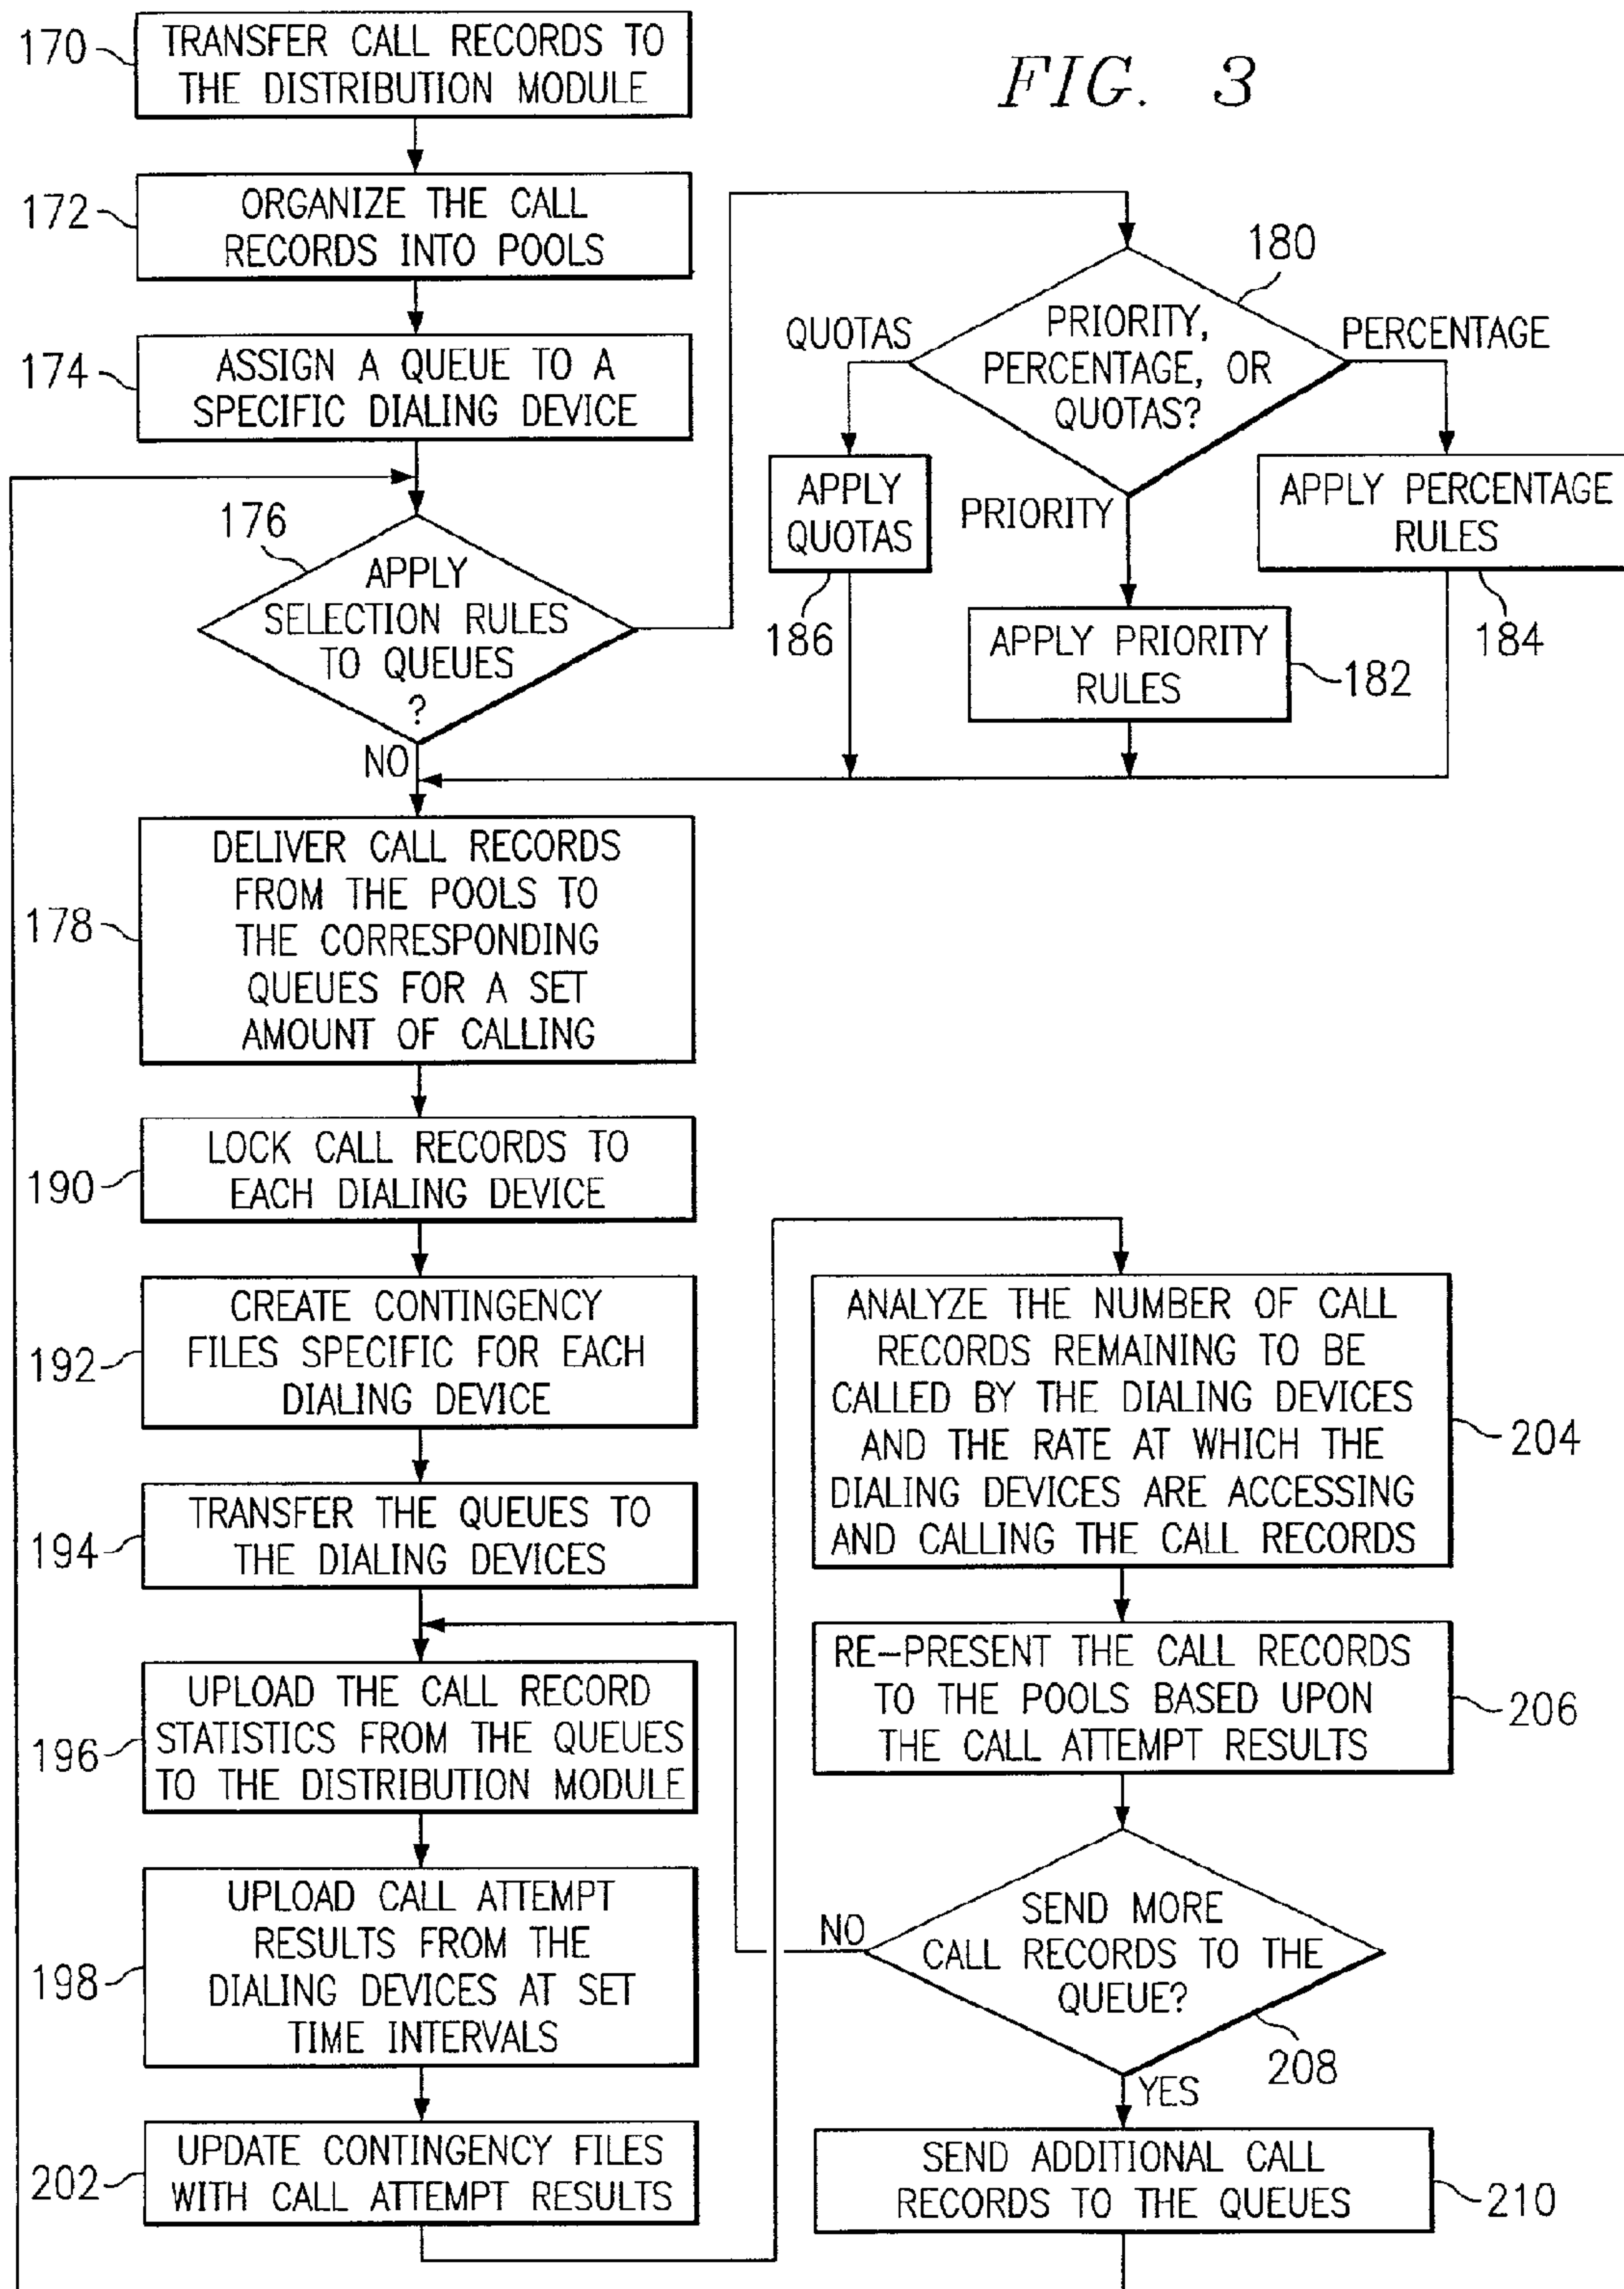 FIG. 3
170
TRANSFER CALL RECORDS TO
THE DISTRIBUTION MODULE
172
ORGANIZE THE CALL
RECORDS INTO POOLS
174
ASSIGN A QUEUE TO A
SPECIFIC DIALING DEVICE
176
APPLY
SELECTION RULES
TO QUEUES
?
NO
180
PRIORITY,
PERCENTAGE, OR
QUOTAS?
QUOTAS
PERCENTAGE
PRIORITY
APPLY
QUOTAS
186
APPLY PRIORITY
RULES
182
APPLY PERCENTAGE
RULES
184
178
DELIVER CALL RECORDS
FROM THE POOLS TO
THE CORRESPONDING
QUEUES FOR A SET
AMOUNT OF CALLING
190
LOCK CALL RECORDS TO
EACH DIALING DEVICE
192
CREATE CONTINGENCY
FILES SPECIFIC FOR EACH
DIALING DEVICE
194
TRANSFER THE QUEUES TO
THE DIALING DEVICES
196
UPLOAD THE CALL RECORD
STATISTICS FROM THE QUEUES
TO THE DISTRIBUTION MODULE
198
UPLOAD CALL ATTEMPT
RESULTS FROM THE
DIALING DEVICES AT SET
TIME INTERVALS
202
UPDATE CONTINGENCY FILES
WITH CALL ATTEMPT RESULTS
ANALYZE THE NUMBER OF CALL
RECORDS REMAINING TO BE
CALLED BY THE DIALING DEVICES
AND THE RATE AT WHICH THE
DIALING DEVICES ARE ACCESSING
AND CALLING THE CALL RECORDS
204
RE-PRESENT THE CALL RECORDS
TO THE POOLS BASED UPON
THE CALL ATTEMPT RESULTS
206
SEND MORE
CALL RECORDS TO THE
QUEUE?
NO
208
YES
SEND ADDITIONAL CALL
RECORDS TO THE QUEUES
210